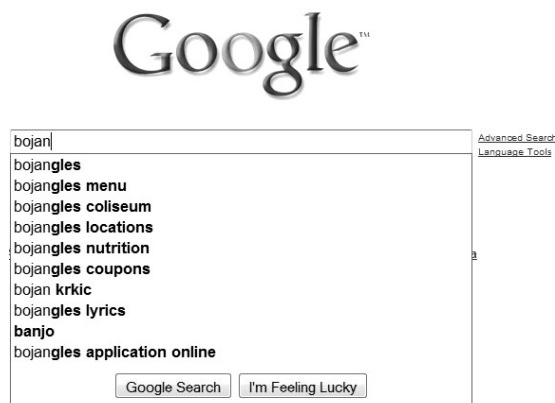 Google™
bojan
Advanced Search
Language Tools
bojangles
bojangles menu
bojangles coliseum
bojangles locations
bojangles nutrition
bojangles coupons
bojan krkic
bojangles lyrics
banjo
bojangles application online
Google Search
I'm Feeling Lucky